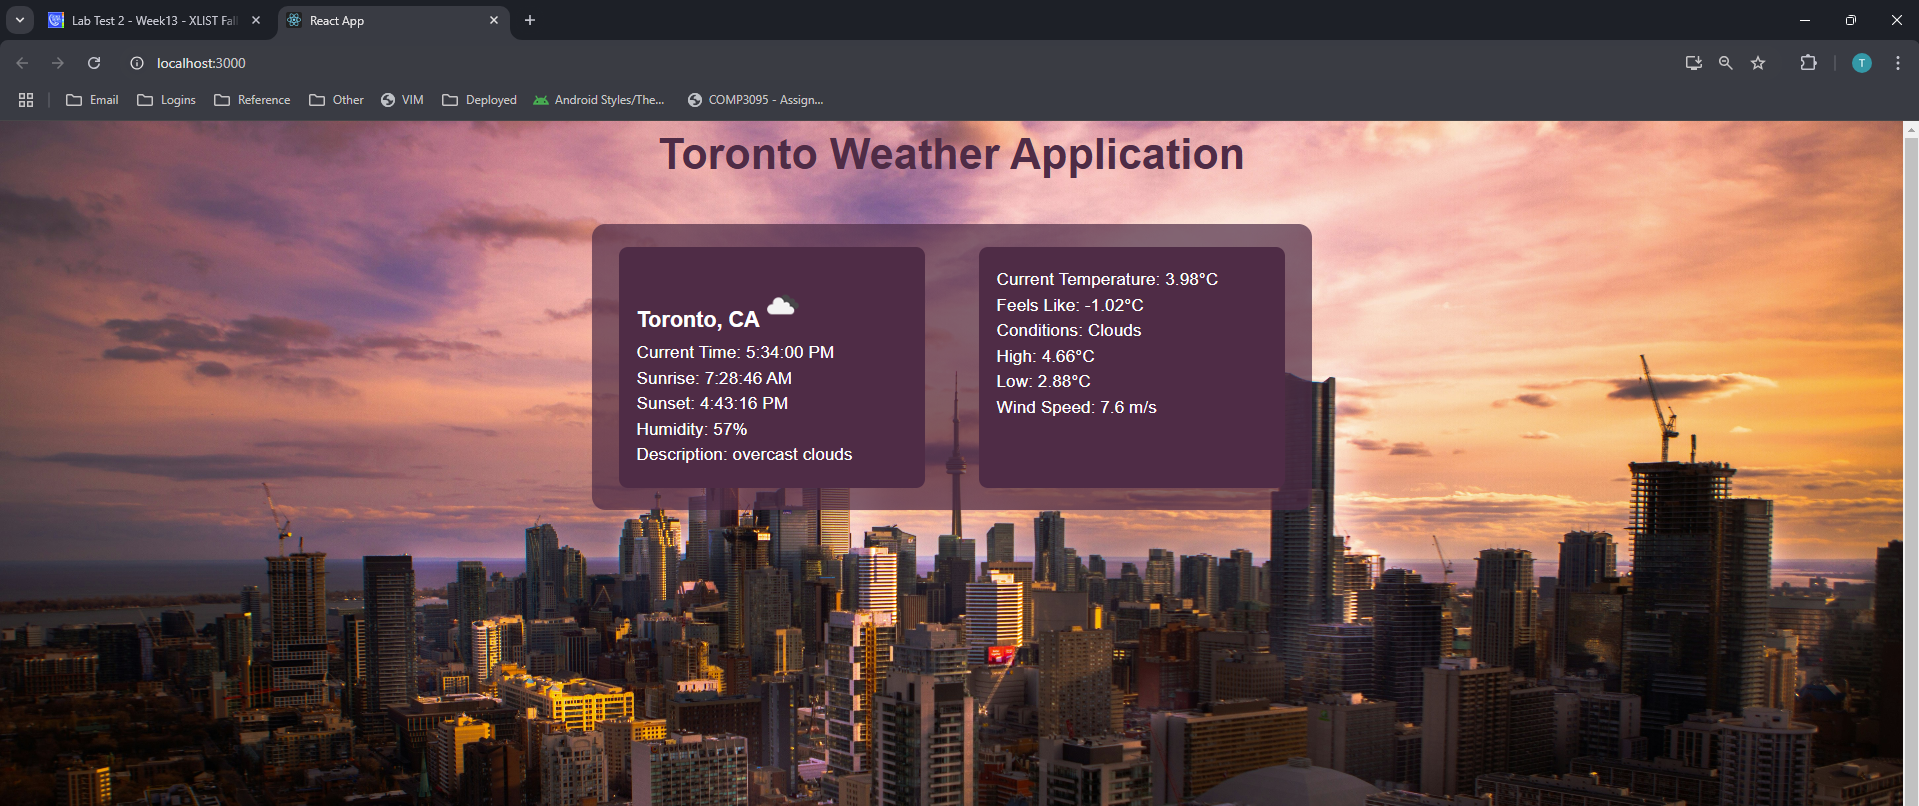 Lab Test 2 - Week13 - XLIST Fal
React App
localhost:3000
T
Email
Logins
Reference
Other
VIM
Deployed
Android Styles/The...
COMP3095 - Assign...
Toronto Weather Application
Toronto, CA
Current Time: 5:34:00 PM
Sunrise: 7:28:46 AM
Sunset: 4:43:16 PM
Humidity: 57%
Description: overcast clouds
Current Temperature: 3.98°C
Feels Like: -1.02°C
Conditions: Clouds
High: 4.66°C
Low: 2.88°C
Wind Speed: 7.6 m/s